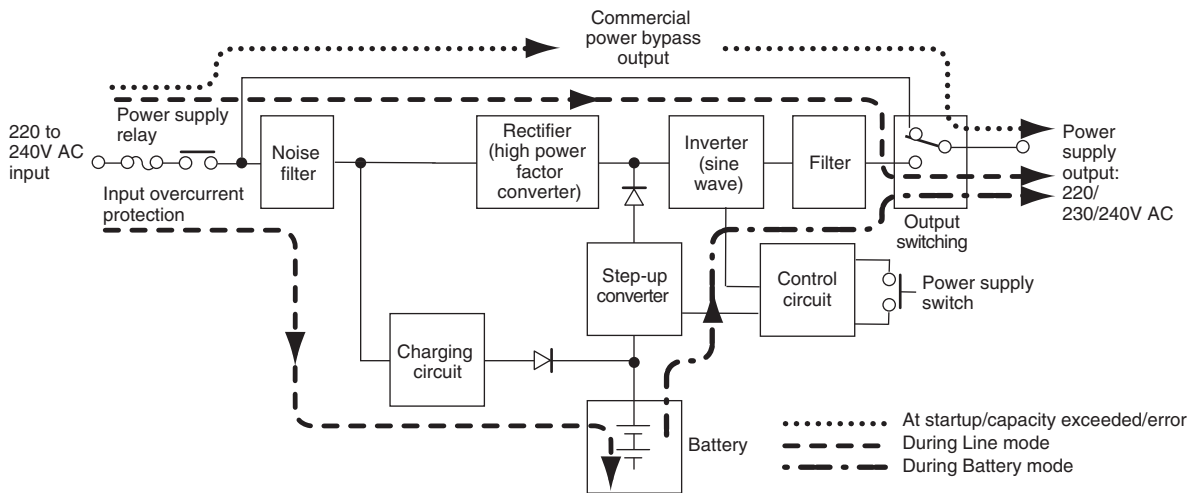 Commercial
power bypass
output
Power supply
relay
220 to
240V AC
input
Input overcurrent
protection
Noise
filter
Rectifier
(high power
factor
converter)
Inverter
(sine
wave)
Filter
Output
switching
Power
supply
output:
220/
230/240V AC
Step-up
converter
Control
circuit
Power supply
switch
Charging
circuit
Battery
At startup/capacity exceeded/error
During Line mode
During Battery mode